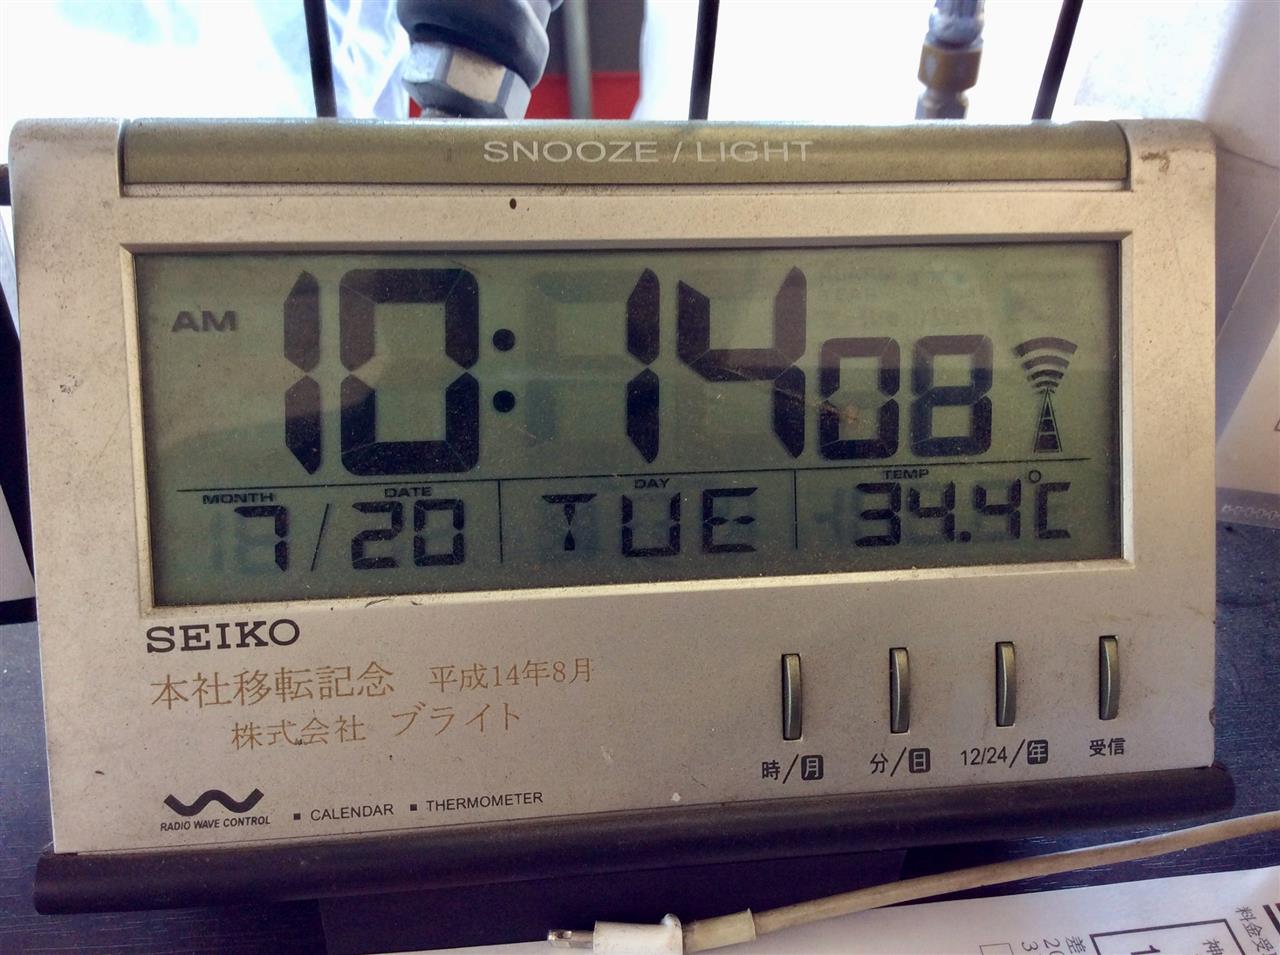 SNOOZE / LIGHT
AM 10:14 08
MONTH DATE DAY TEMP
7/20 TUE 34.4°C
SEIKO
本社移転記念 平成14年8月
株式会社 ブライト
時/月 分/日 12/24/年 受信
RADIO WAVE CONTROL ■ CALENDAR ■ THERMOMETER